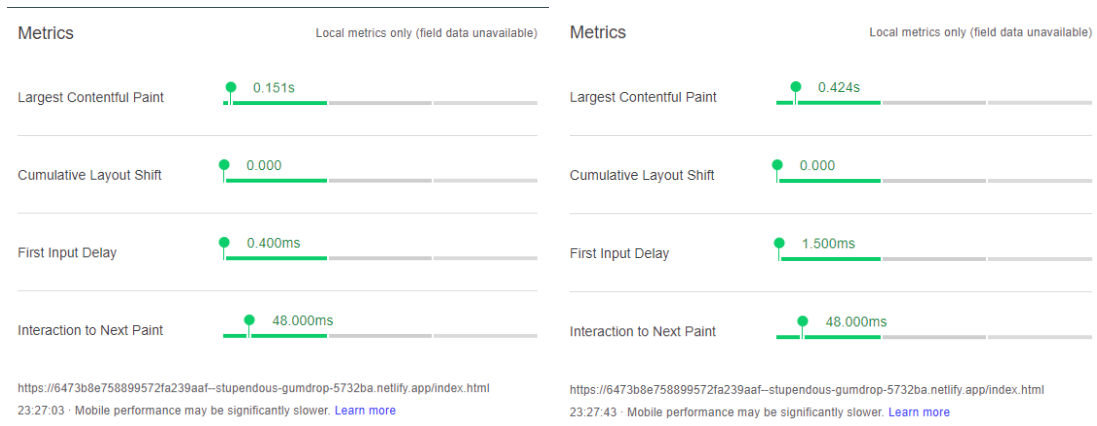 Metrics
Local metrics only (field data unavailable)
Largest Contentful Paint
0.151s
Cumulative Layout Shift
0.000
First Input Delay
0.400ms
Interaction to Next Paint
48.000ms
https://6473b8e758899572fa239aaf--stupendous-gumdrop-5732ba.netlify.app/index.html
23:27:03 · Mobile performance may be significantly slower. Learn more
Metrics
Local metrics only (field data unavailable)
Largest Contentful Paint
0.424s
Cumulative Layout Shift
0.000
First Input Delay
1.500ms
Interaction to Next Paint
48.000ms
https://6473b8e758899572fa239aaf--stupendous-gumdrop-5732ba.netlify.app/index.html
23:27:43 · Mobile performance may be significantly slower. Learn more